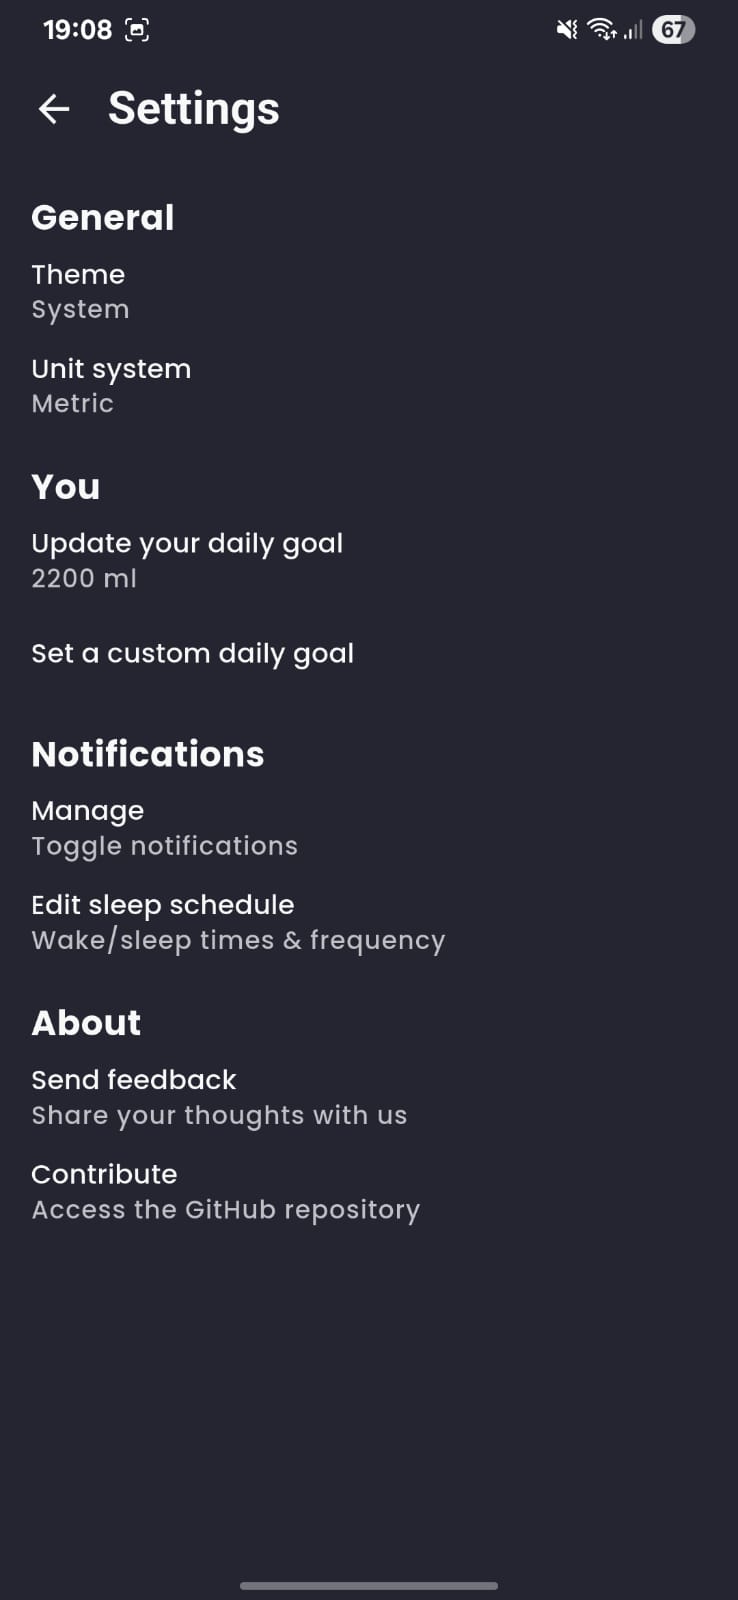 19:08
67
Settings
General
Theme
System
Unit system
Metric
You
Update your daily goal
2200 ml
Set a custom daily goal
Notifications
Manage
Toggle notifications
Edit sleep schedule
Wake/sleep times & frequency
About
Send feedback
Share your thoughts with us
Contribute
Access the GitHub repository